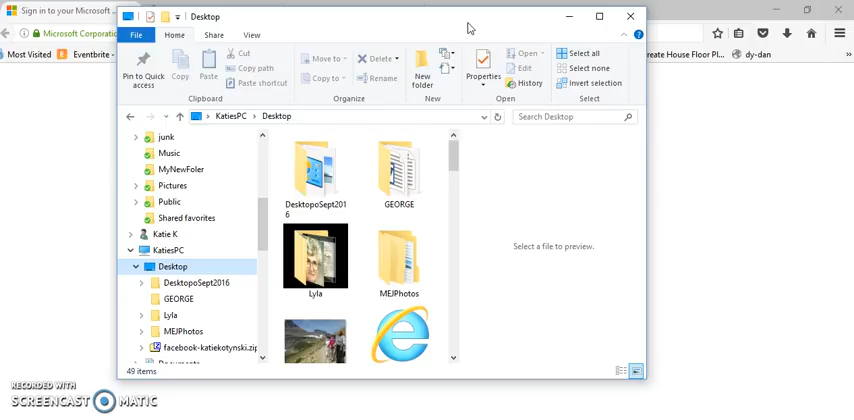 Sign in to your Microsoft ...
Desktop
File
Home
Share
View
Microsoft Corporation
Most Visited
Eventbrite
reate House Floor Pl...
dy-dan
Pin to Quick
access
Copy
Paste
Cut
Copy path
Paste shortcut
Clipboard
Move to
Copy to
Delete
Rename
Organize
New
folder
New
Properties
Open
Edit
History
Open
Select all
Select none
Invert selection
Select
KatiesPC
Desktop
Search Desktop
junk
Music
MyNewFoler
Pictures
Public
Shared favorites
Katie K
KatiesPC
Desktop
DesktopoSept2016
GEORGE
Lyla
MEJPhotos
facebook-katiekotynski.zip
DesktopoSept201
6
GEORGE
Lyla
MEJPhotos
Select a file to preview.
49 items
RECORDED WITH
SCREENCAST MATIC